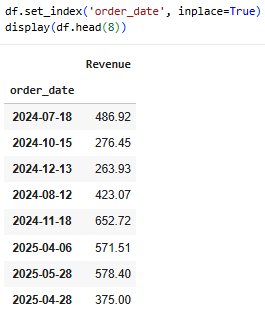 df.set_index('order_date', inplace=True)
display(df.head(8))
Revenue
order_date
2024-07-18 486.92
2024-10-15 276.45
2024-12-13 263.93
2024-08-12 423.07
2024-11-18 652.72
2025-04-06 571.51
2025-05-28 578.40
2025-04-28 375.00